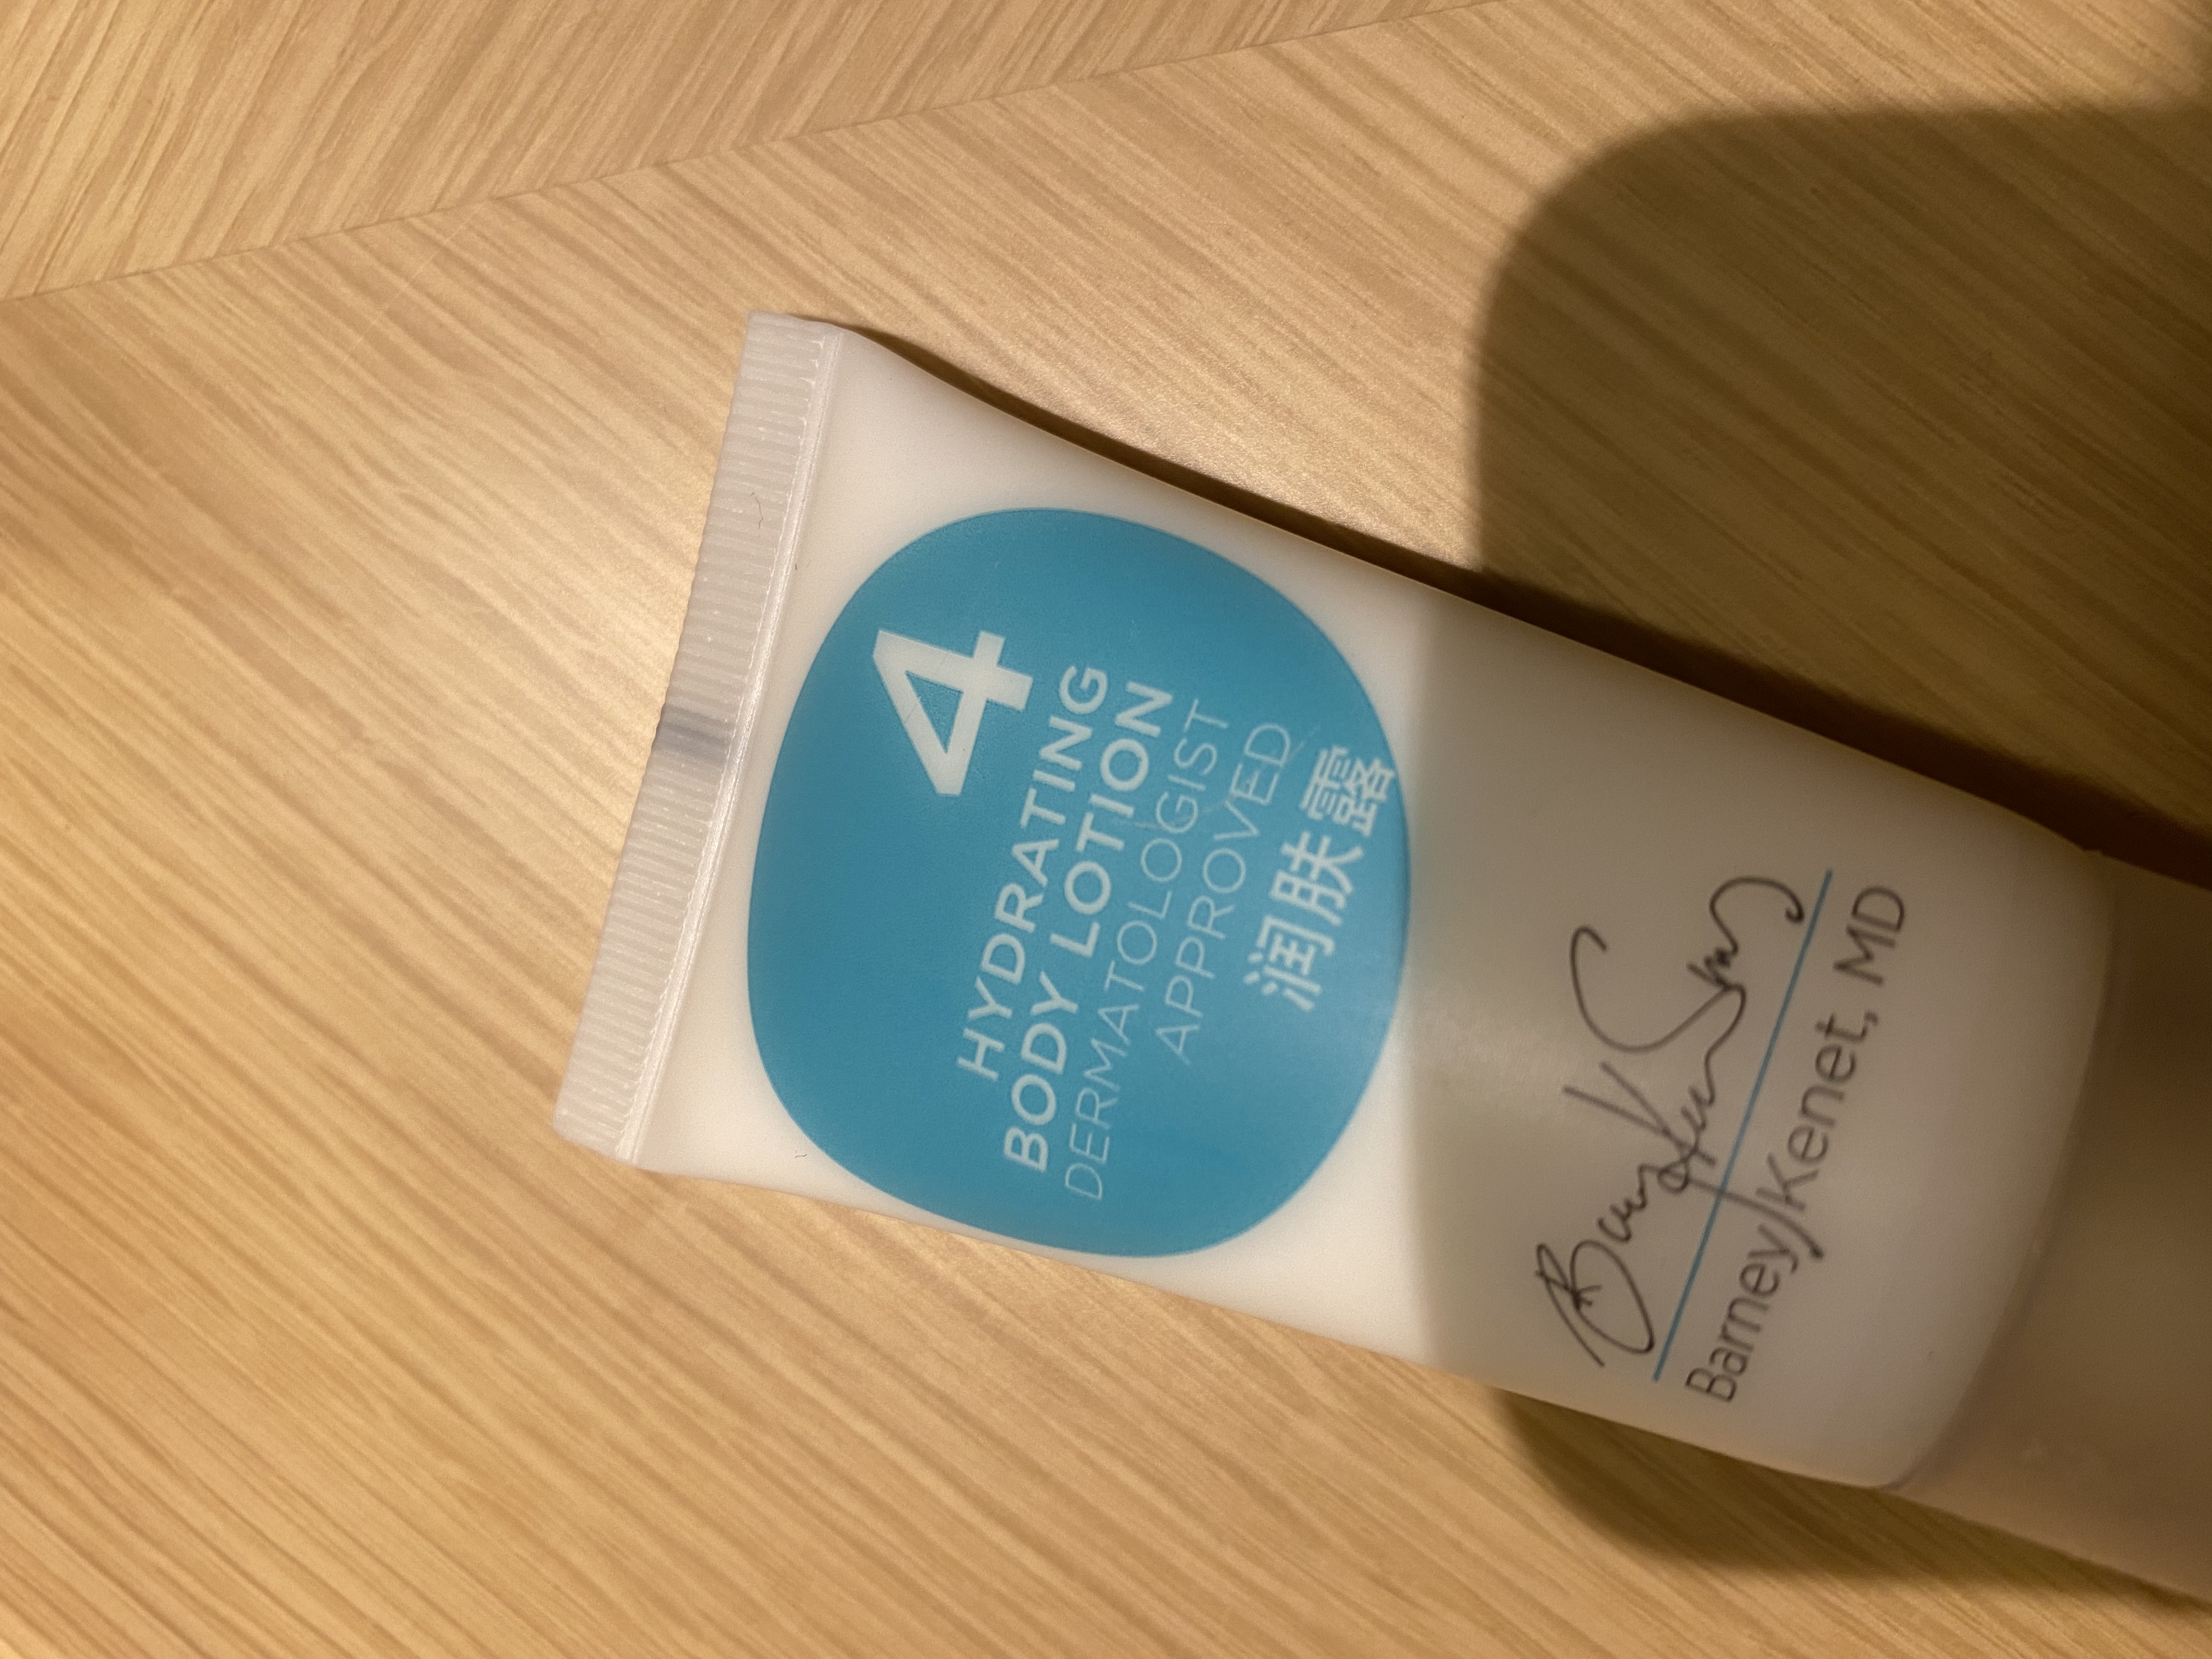 4
HYDRATING
BODY LOTION
DERMATOLOGIST
APPROVED
润肤露
Barney J Kenet, MD